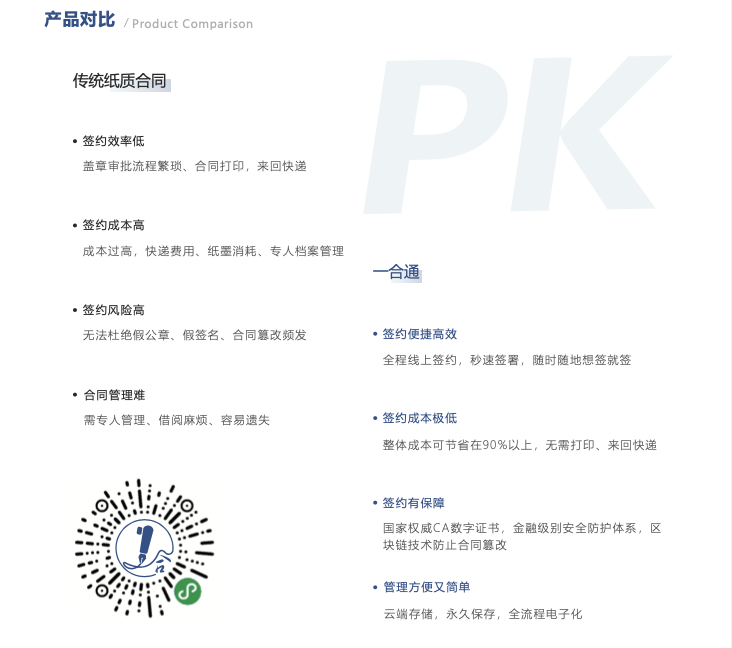 产品对比 / Product Comparison
PK
传统纸质合同
• 签约效率低
盖章审批流程繁琐、合同打印，来回快递
• 签约成本高
成本过高，快递费用、纸墨消耗、专人档案管理
• 签约风险高
无法杜绝假公章、假签名、合同篡改频发
• 合同管理难
需专人管理、借阅麻烦、容易遗失
一合通
• 签约便捷高效
全程线上签约，秒速签署，随时随地想签就签
• 签约成本极低
整体成本可节省在90%以上，无需打印、来回快递
• 签约有保障
国家权威CA数字证书，金融级别安全防护体系，区
块链技术防止合同篡改
• 管理方便又简单
云端存储，永久保存，全流程电子化